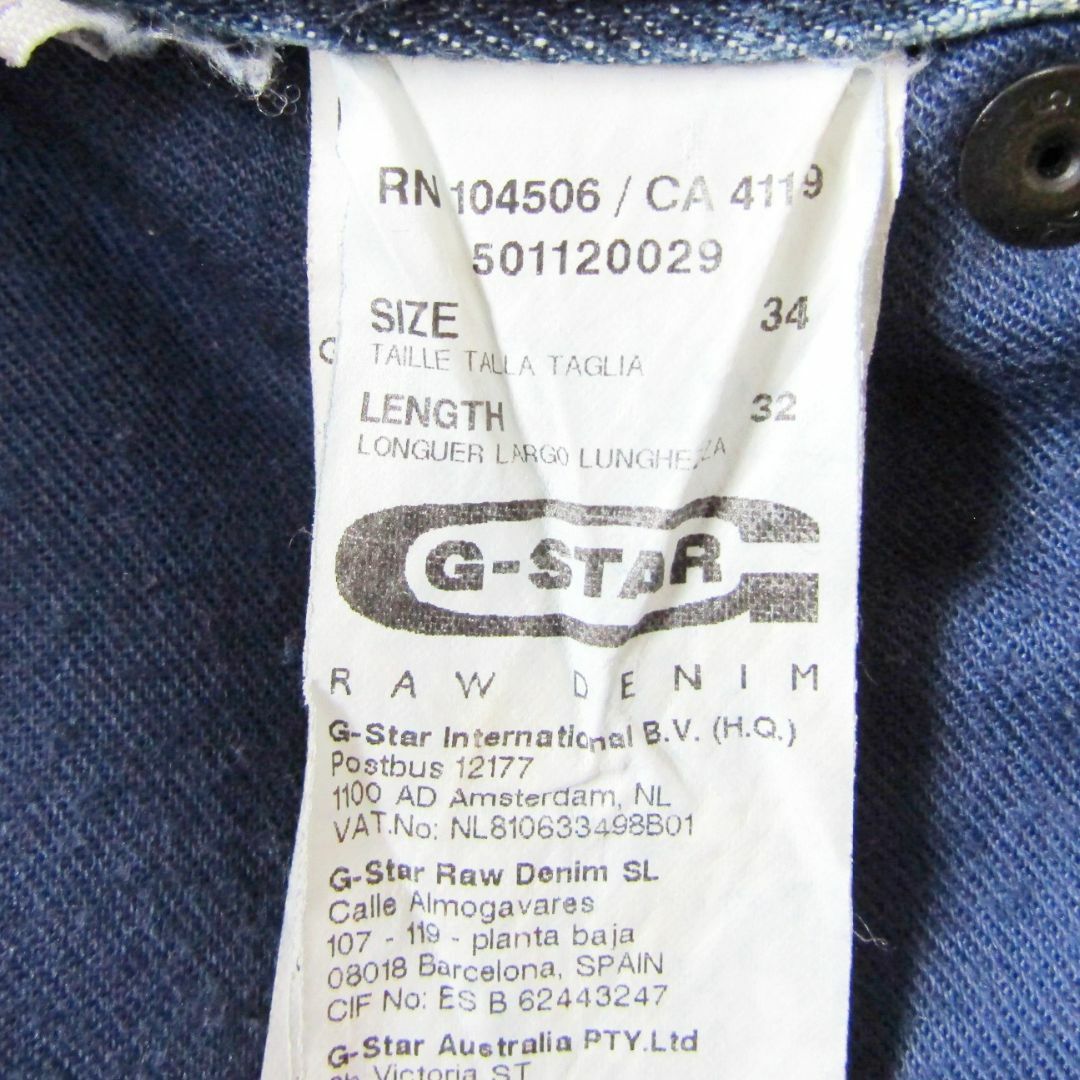 RN 104506 / CA 4119
501120029
SIZE 34
TAILLE TALLA TAGLIA
LENGTH 32
LONGUER LARGO LUNGHEZZA
G-STAR
RAW DENIM
G-Star International B.V. (H.Q.)
Postbus 12177
1100 AD Amsterdam, NL
VAT.No: NL810633498B01
G-Star Raw Denim SL
Calle Almogavares
107 - 119 - planta baja
08018 Barcelona, SPAIN
CIF No: ES B 62443247
G-Star Australia PTY.Ltd
Victoria ST